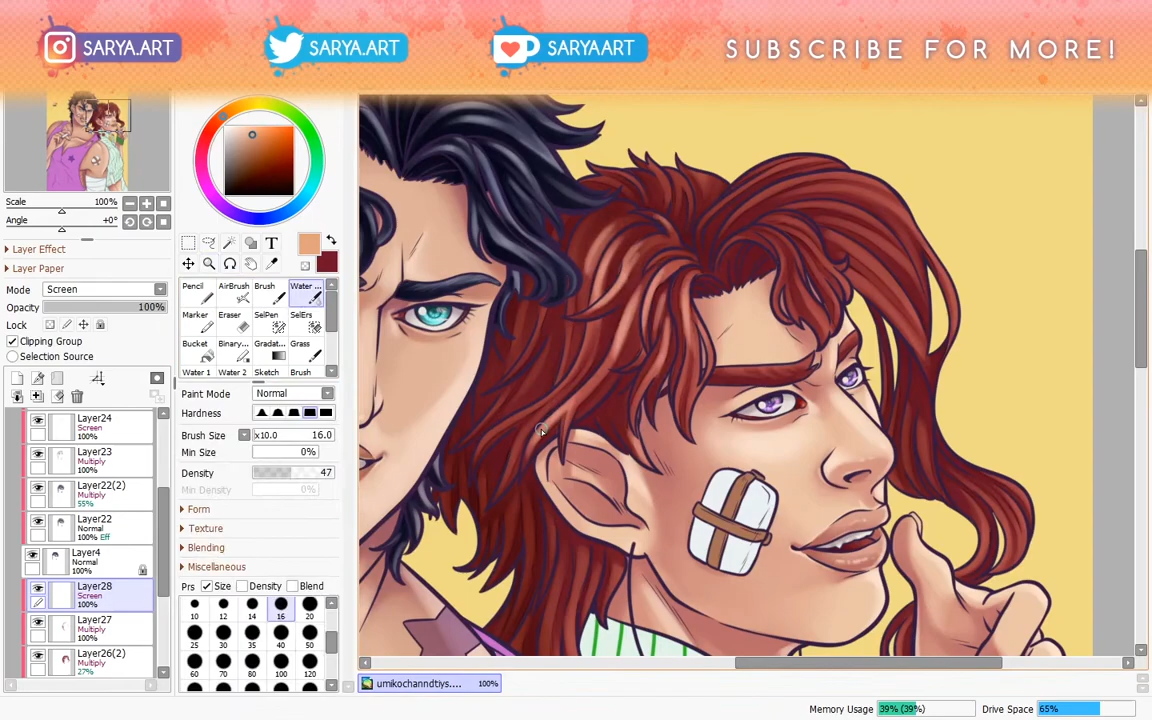 SARYA.ART
SARYA.ART
SARYAART
SUBSCRIBE FOR MORE!
Scale 100%
Angle +0°
Layer Effect
Layer Paper
Mode Screen
Opacity 100%
Lock
Clipping Group
Selection Source
Layer24
Screen
100%
Layer23
Multiply
100%
Layer22(2)
Multiply
55%
Layer22
Normal
100% Eff
Layer4
Normal
100%
Layer28
Screen
100%
Layer27
Multiply
100%
Layer26(2)
Multiply
27%
T
Pencil AirBrush Brush Water ...
Marker Eraser SelPen SelErs
Bucket Binary... Gradat... Grass
Water 1 Water 2 Sketch Brush
Paint Mode Normal
Hardness
Brush Size x10.0 16.0
Min Size 0%
Density 47
Min Density 0%
Form
Texture
Blending
Miscellaneous
Prs Size Density Blend
10 12 14 16 20
25 30 35 40 50
60 70 80 100 120
umikochanndtiys.... 100%
Memory Usage 39% (39%) Drive Space 65%